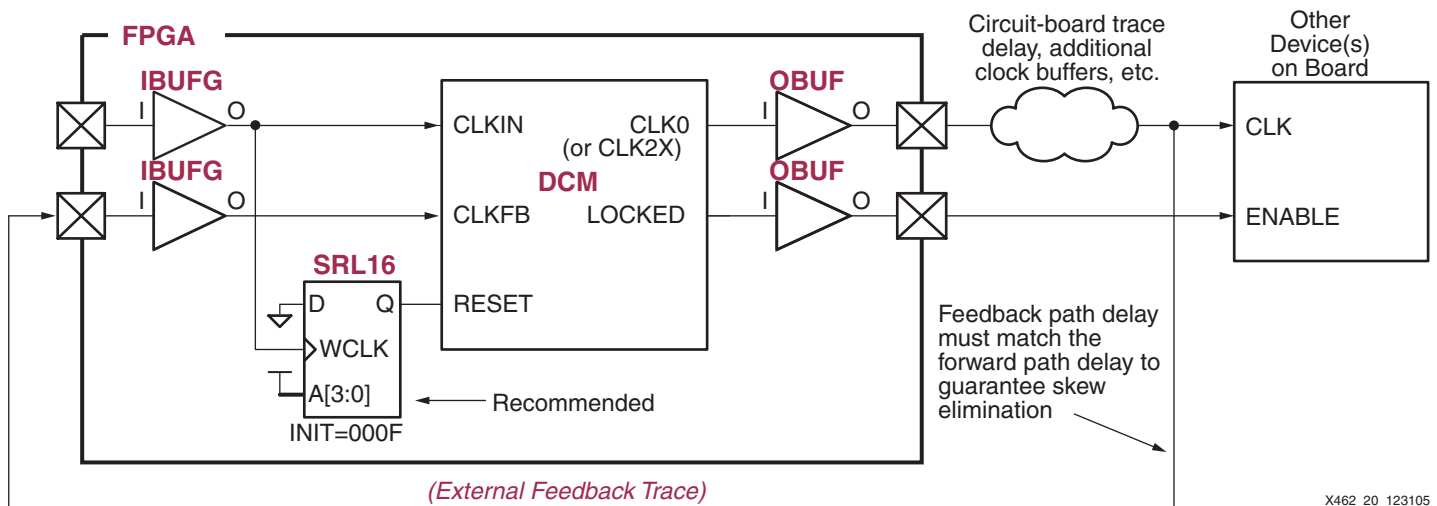 FPGA
IBUFG
I
O
IBUFG
I
O
CLKIN
CLK0
(or CLK2X)
DCM
CLKFB
LOCKED
RESET
SRL16
D
Q
WCLK
A[3:0]
INIT=000F
Recommended
OBUF
I
O
OBUF
I
O
Circuit-board trace
delay, additional
clock buffers, etc.
Other
Device(s)
on Board
CLK
ENABLE
Feedback path delay
must match the
forward path delay to
guarantee skew
elimination
(External Feedback Trace)
X462_20_123105